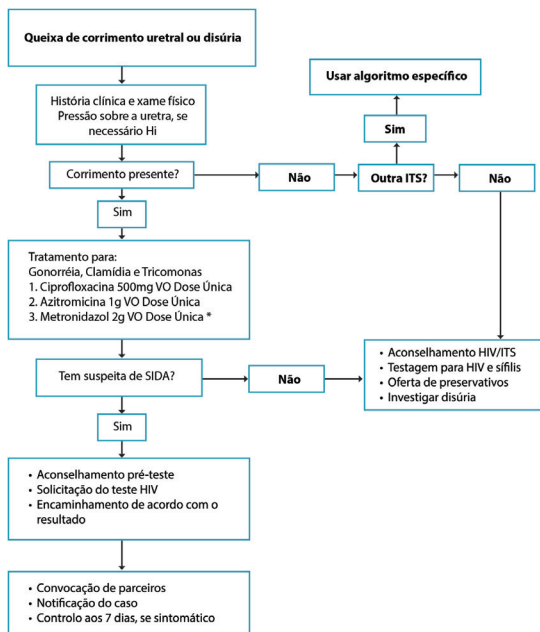 Queixa de corrimento uretral ou disúria
História clínica e xame físico
Pressão sobre a uretra, se
necessário Hi
Usar algoritmo específico
Sim
Corrimento presente?
Não
Outra ITS?
Não
Sim
Tratamento para:
Gonorréia, Clamídia e Tricomonas
1. Ciprofloxacina 500mg VO Dose Única
2. Azitromicina 1g VO Dose Única
3. Metronidazol 2g VO Dose Única *
• Aconselhamento HIV/ITS
• Testagem para HIV e sífilis
• Oferta de preservativos
• Investigar disúria
Tem suspeita de SIDA?
Não
Sim
• Aconselhamento pré-teste
• Solicitação do teste HIV
• Encaminhamento de acordo com o
resultado
• Convocação de parceiros
• Notificação do caso
• Controlo aos 7 dias, se sintomático